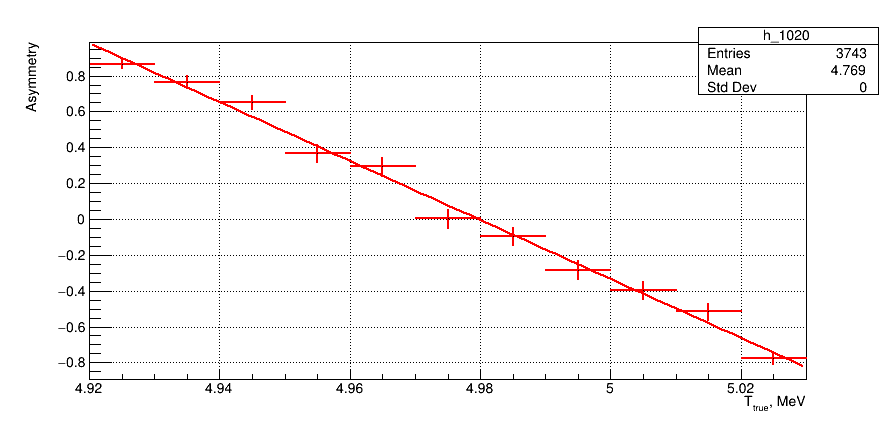 h_1020
Entries 3743
Mean 4.769
Std Dev 0
Asymmetry
0.8
0.6
0.4
0.2
0
−0.2
−0.4
−0.6
−0.8
4.92 4.94 4.96 4.98 5 5.02
T_true, MeV